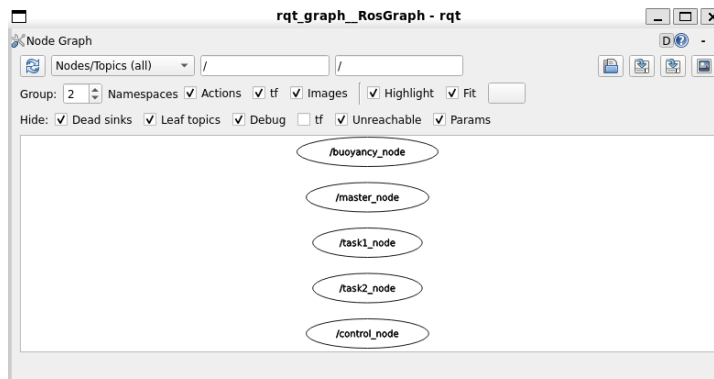 rqt_graph__RosGraph - rqt
Node Graph
D
-
Nodes/Topics (all) / /
Group: 2 Namespaces Actions tf Images Highlight Fit
Hide: Dead sinks Leaf topics Debug tf Unreachable Params
/buoyancy_node
/master_node
/task1_node
/task2_node
/control_node